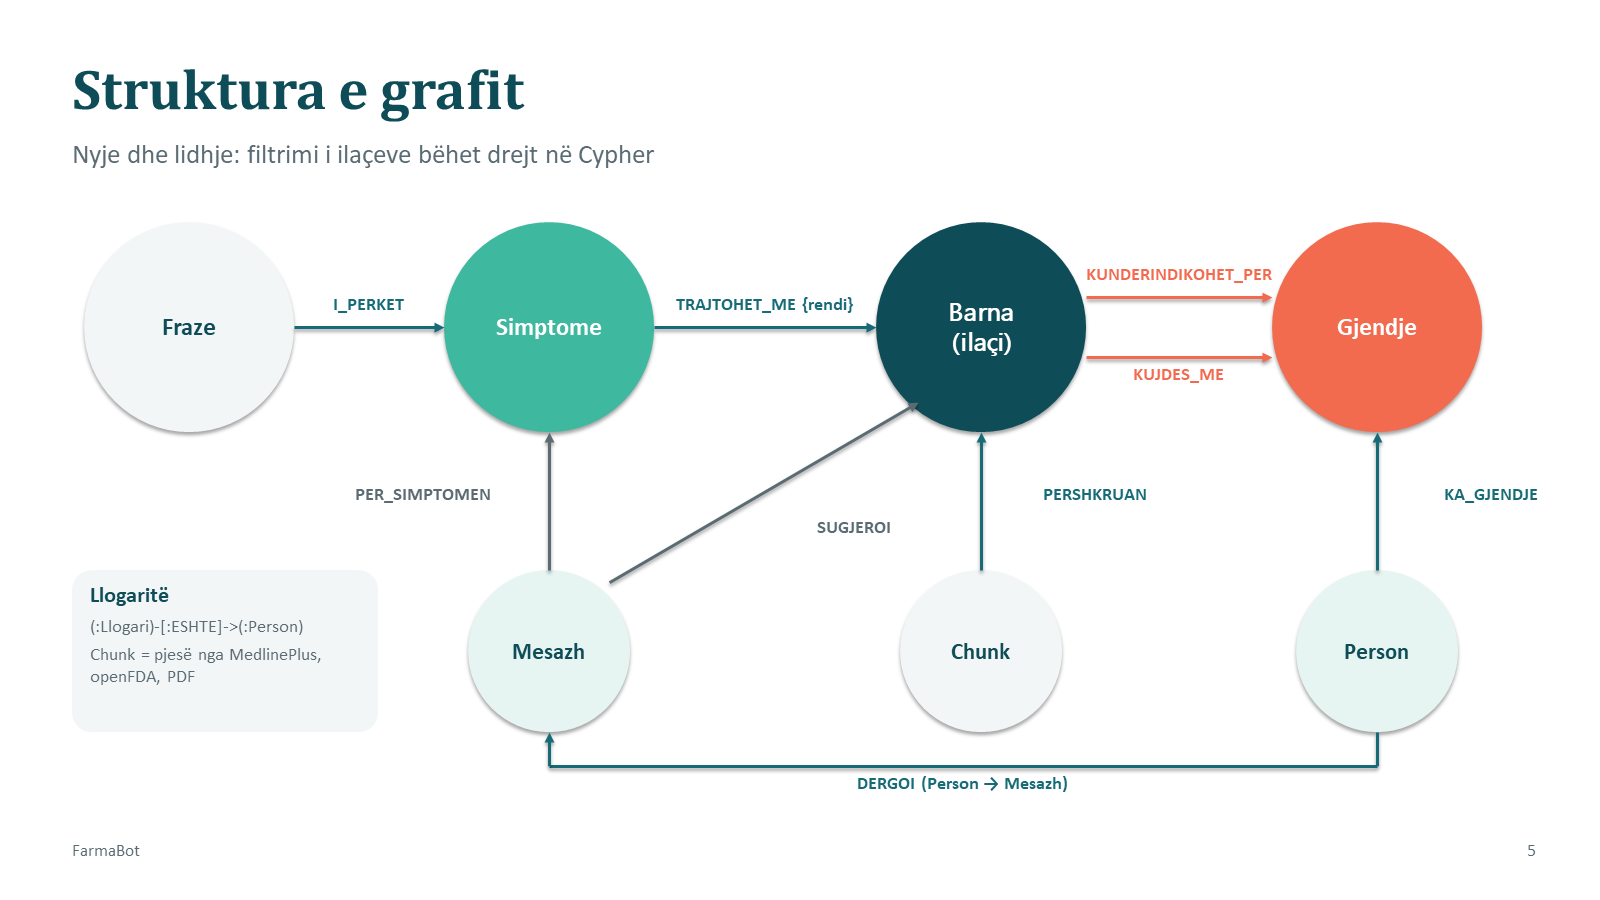 Struktura e grafit
Nyje dhe lidhje: filtrimi i ilaçeve bëhet drejt në Cypher
Fraze
I_PERKET
Simptome
TRAJTOHET_ME {rendi}
Barna
(ilaçi)
KUNDERINDIKOHET_PER
KUJDES_ME
Gjendje
PER_SIMPTOMEN
SUGJEROI
PERSHKRUAN
KA_GJENDJE
Llogaritë
(:Llogari)-[:ESHTE]->(:Person)
Chunk = pjesë nga MedlinePlus,
openFDA, PDF
Mesazh
Chunk
Person
DERGOI (Person → Mesazh)
FarmaBot
5